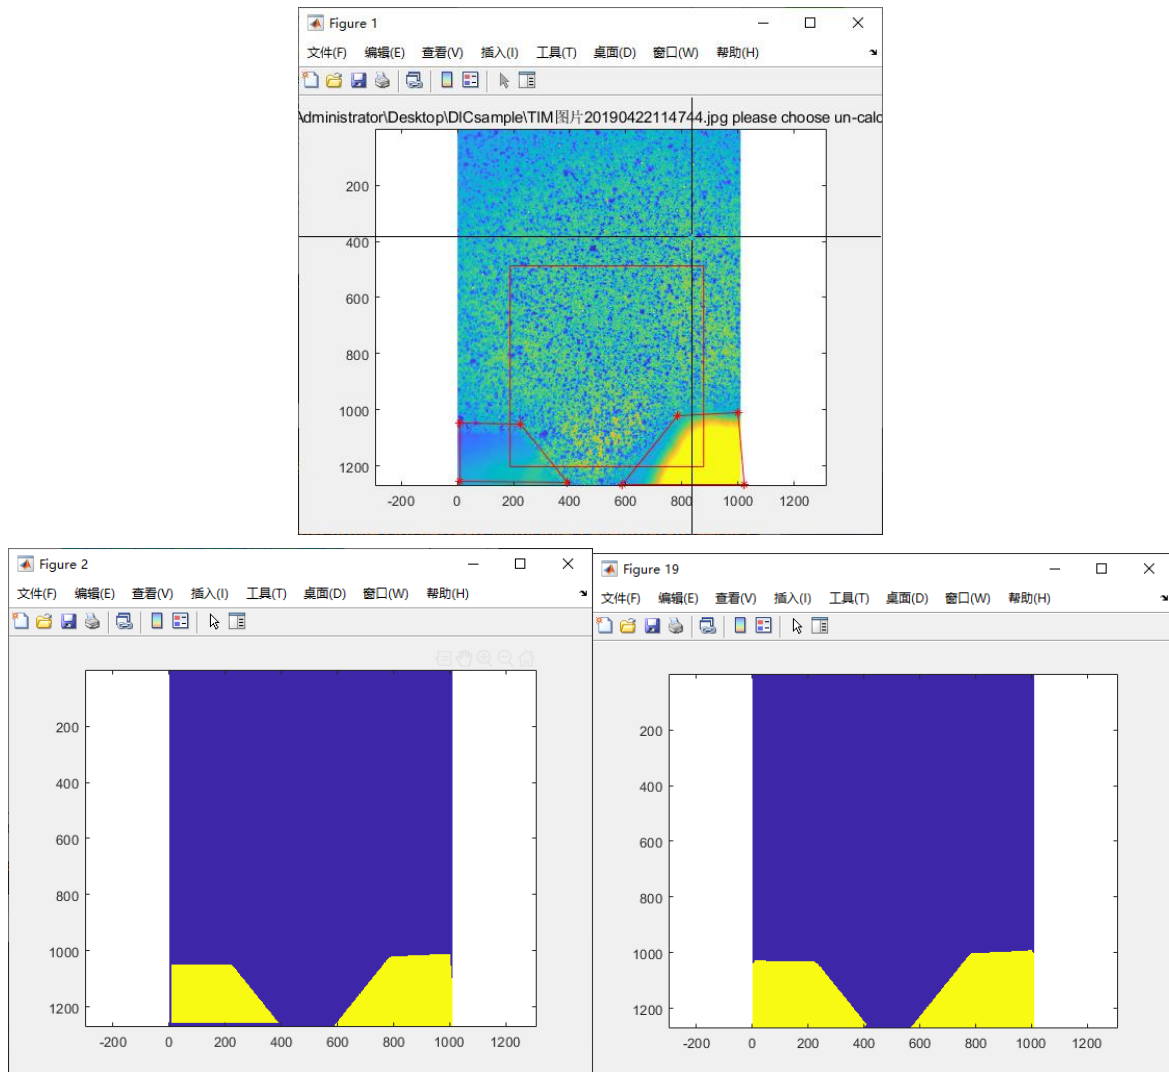 Figure 1
文件(F) 编辑(E) 查看(V) 插入(I) 工具(T) 桌面(D) 窗口(W) 帮助(H)
\dministrator\Desktop\DICsample\TIM图片20190422114744.jpg please choose un-calc
200
400
600
800
1000
1200
-200 0 200 400 600 800 1000 1200
Figure 2
文件(F) 编辑(E) 查看(V) 插入(I) 工具(T) 桌面(D) 窗口(W) 帮助(H)
200
400
600
800
1000
1200
-200 0 200 400 600 800 1000 1200
Figure 19
文件(F) 编辑(E) 查看(V) 插入(I) 工具(T) 桌面(D) 窗口(W) 帮助(H)
200
400
600
800
1000
1200
-200 0 200 400 600 800 1000 1200